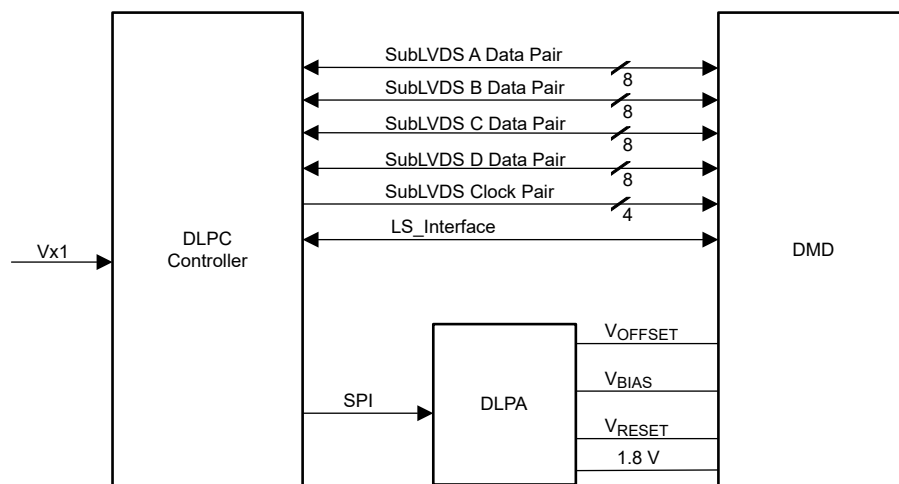 SubLVDS A Data Pair
8
SubLVDS B Data Pair
8
SubLVDS C Data Pair
8
SubLVDS D Data Pair
8
SubLVDS Clock Pair
4
LS_Interface
Vx1
DLPC
Controller
DMD
VOFFSET
VBIAS
SPI
DLPA
VRESET
1.8 V